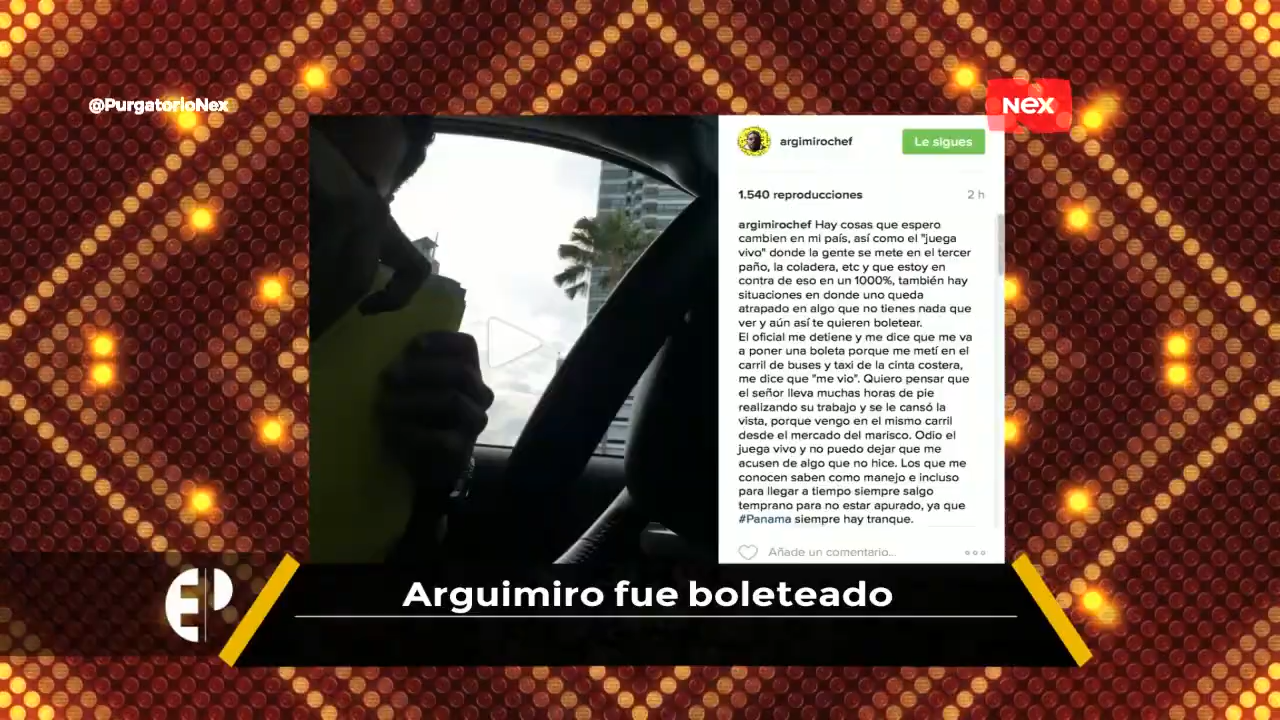 @PurgatorioNex
nex
argimirochef
Le sigues
1.540 reproducciones
2 h
argimirochef Hay cosas que espero
cambien en mi país, así como el "juega
vivo" donde la gente se mete en el tercer
paño, la coladera, etc y que estoy en
contra de eso en un 1000%, también hay
situaciones en donde uno queda
atrapado en algo que no tienes nada que
ver y aún así te quieren boletear.
El oficial me detiene y me dice que me va
a poner una boleta porque me metí en el
carril de buses y taxi de la cinta costera,
me dice que "me vio". Quiero pensar que
el señor lleva muchas horas de pie
realizando su trabajo y se le cansó la
vista, porque vengo en el mismo carril
desde el mercado del marisco. Odio el
juega vivo y no puedo dejar que me
acusen de algo que no hice. Los que me
conocen saben como manejo e incluso
para llegar a tiempo siempre salgo
temprano para no estar apurado, ya que
#Panama siempre hay tranque.
Añade un comentario...
EP
Arguimiro fue boleteado